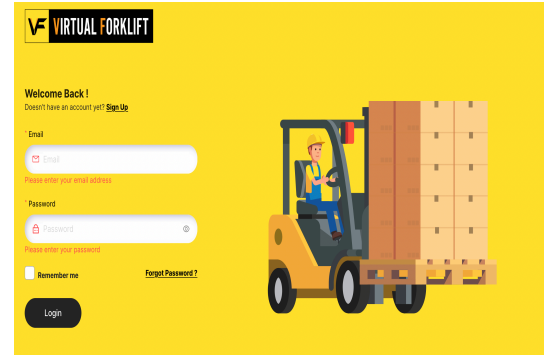 VF VIRTUAL FORKLIFT
Welcome Back !
Doesn't have an account yet? Sign Up
* Email
Email
Please enter your email address
* Password
Password
Please enter your password
Remember me Forgot Password ?
Login